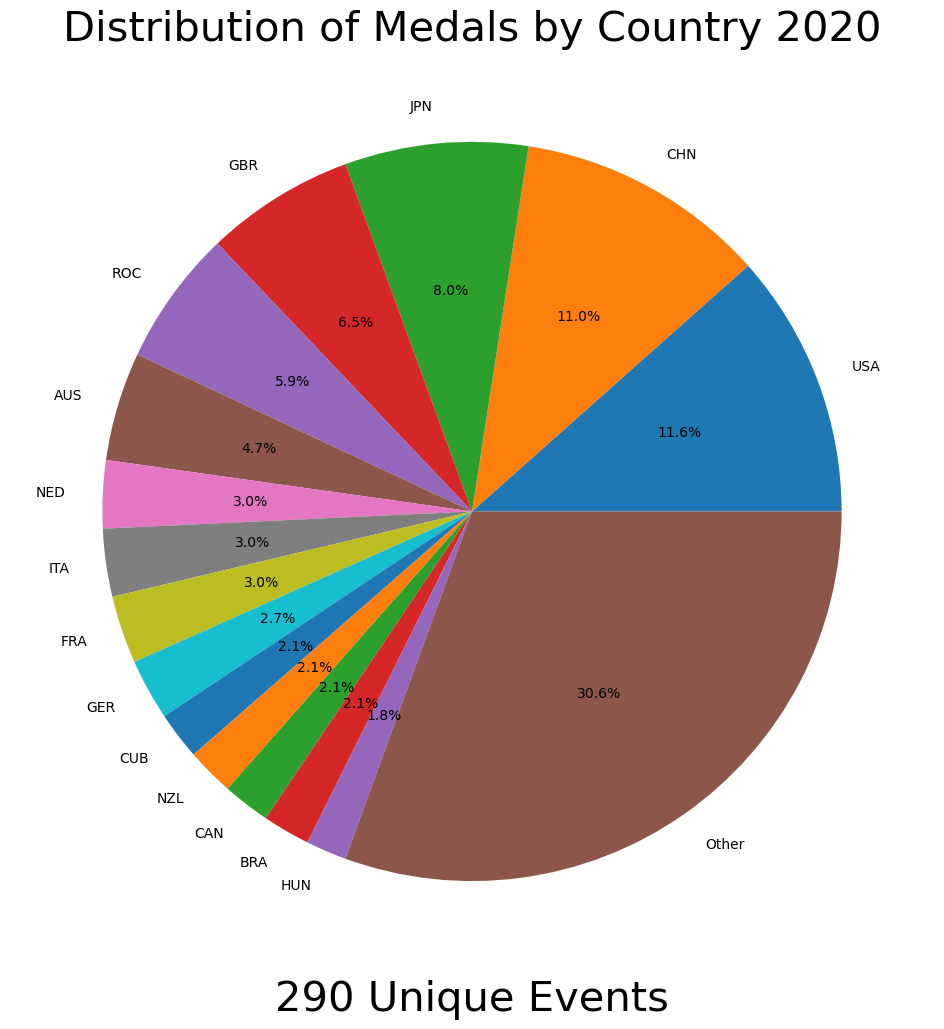 Distribution of Medals by Country 2020
JPN
CHN
GBR
ROC
8.0%
11.0%
6.5%
USA
5.9%
AUS
11.6%
4.7%
NED
3.0%
3.0%
ITA
3.0%
2.7%
FRA
2.1%
2.1%
2.1%
30.6%
2.1%
GER
1.8%
CUB
NZL
CAN
Other
BRA
HUN
290 Unique Events